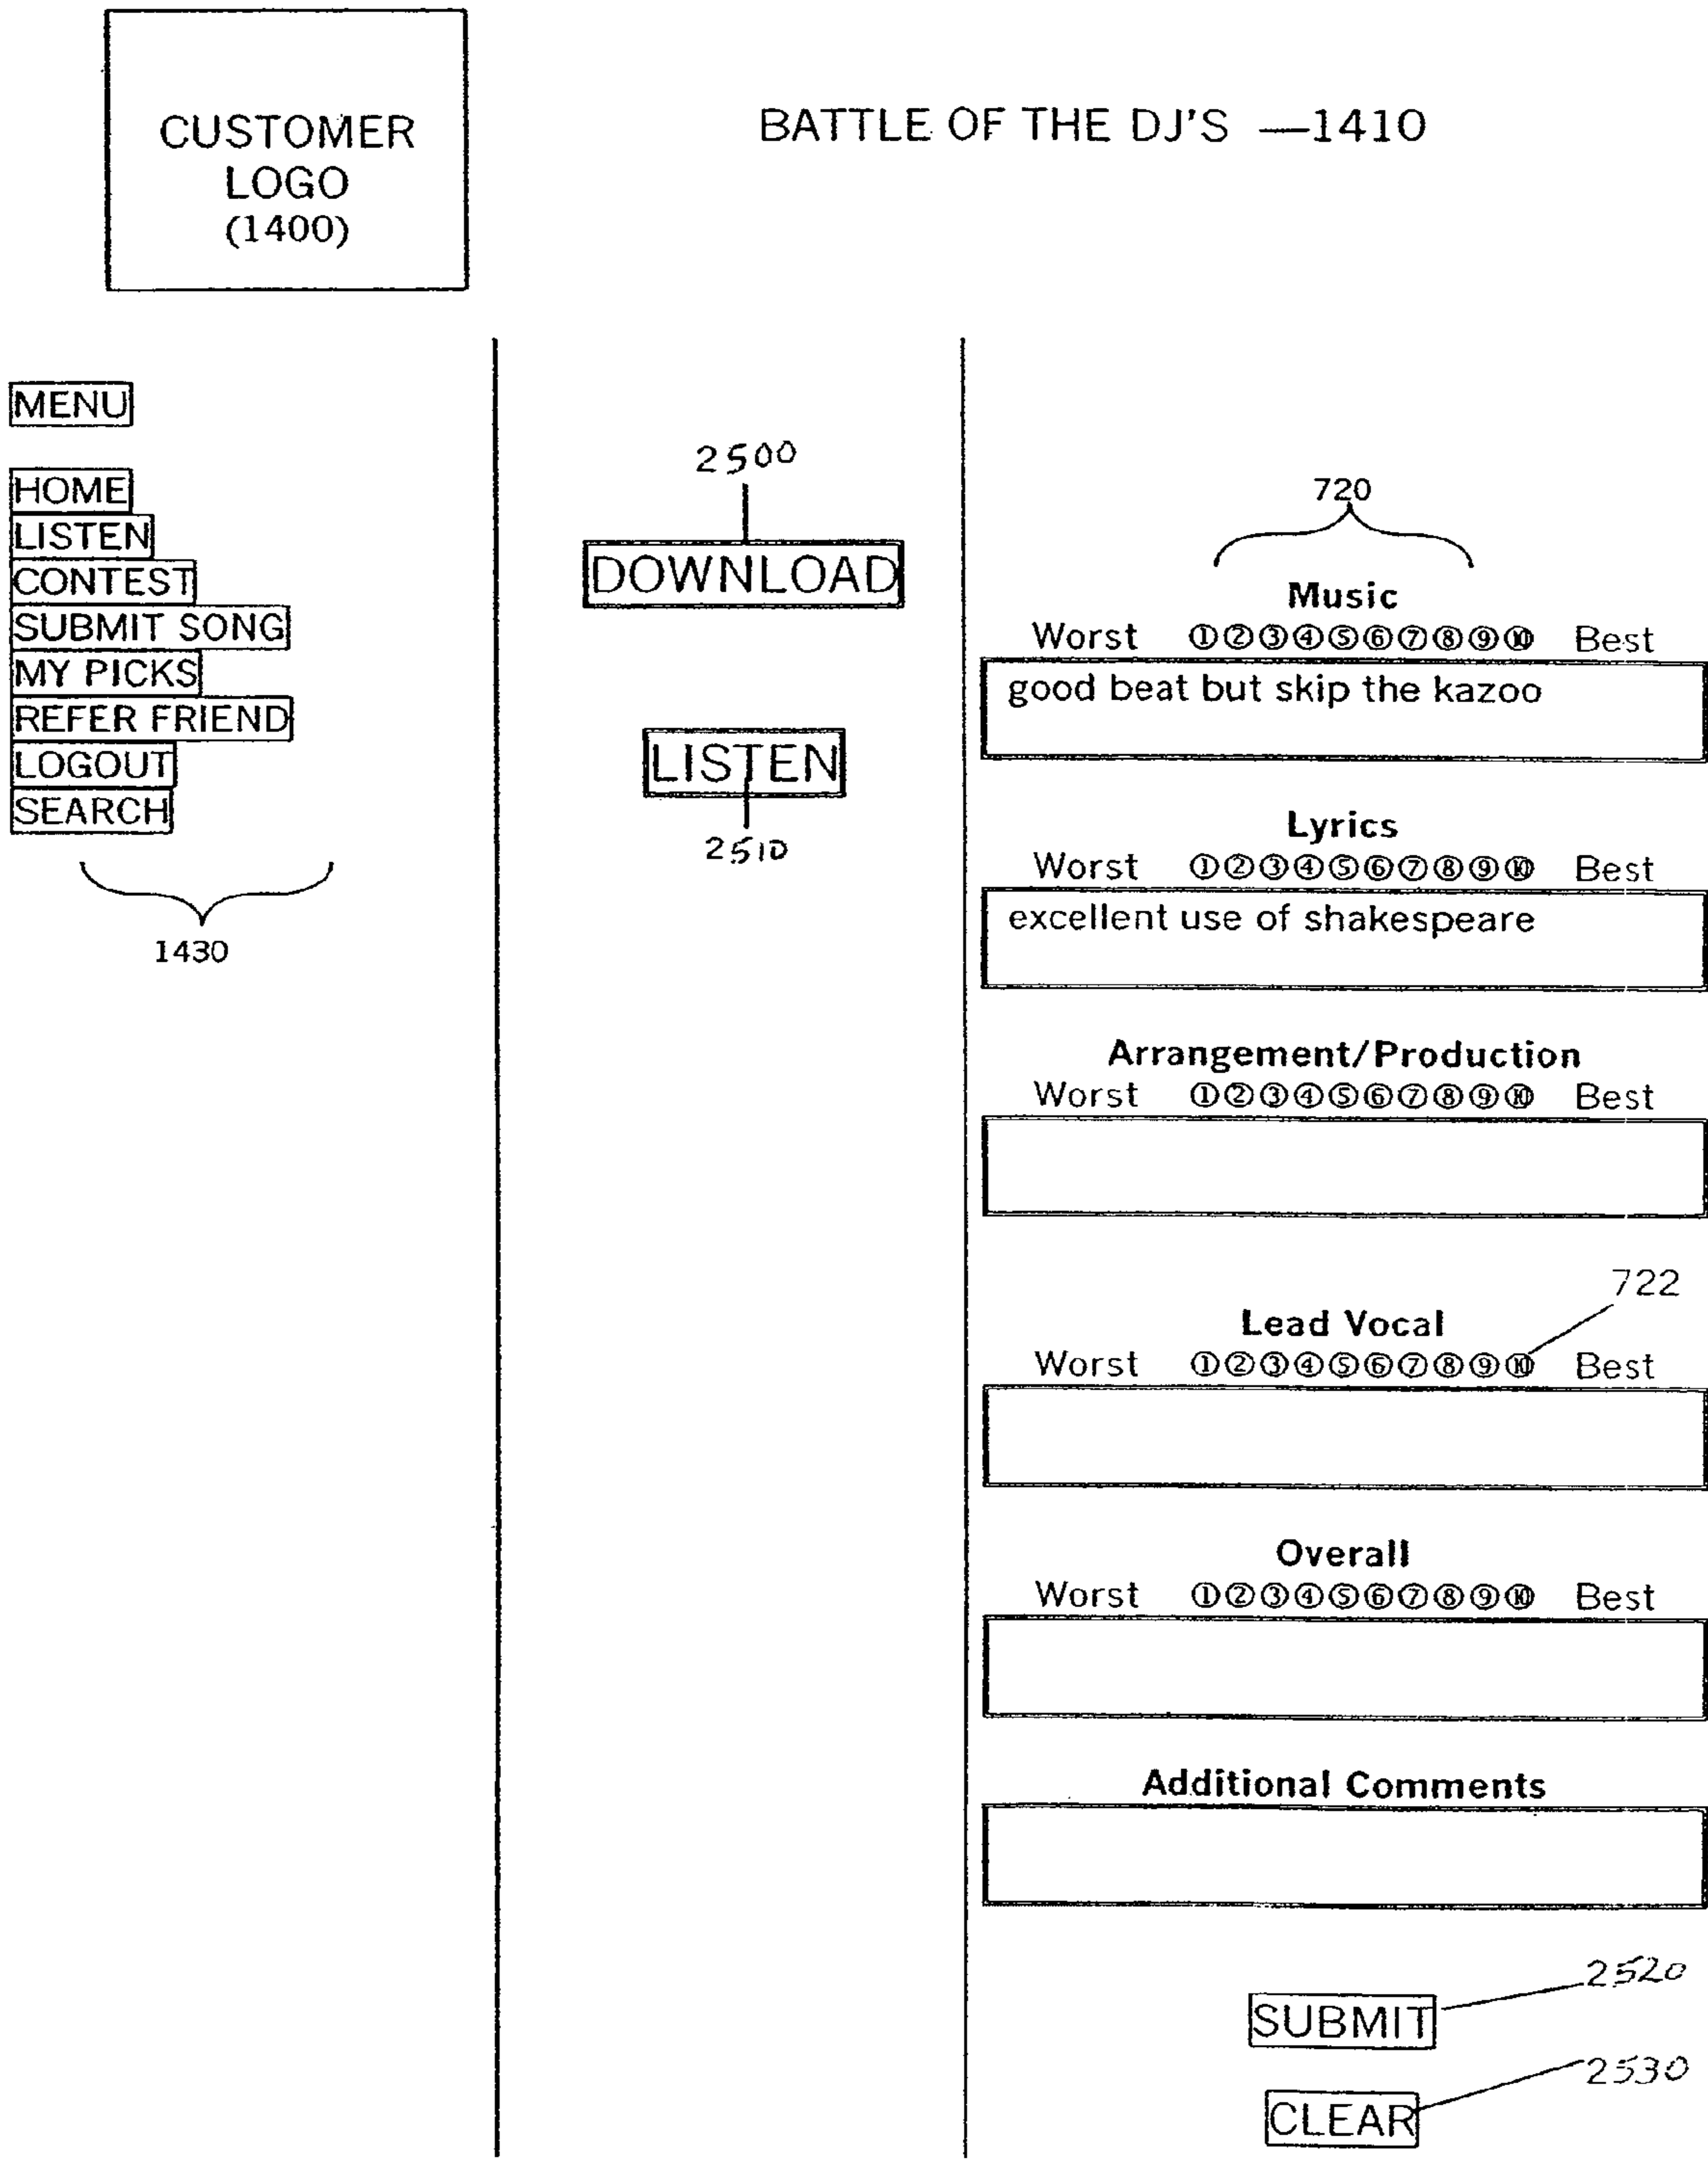 CUSTOMER
LOGO
(1400)
BATTLE OF THE DJ'S —1410
MENU
HOME
LISTEN
CONTEST
SUBMIT SONG
MY PICKS
REFER FRIEND
LOGOUT
SEARCH
1430
2500
DOWNLOAD
LISTEN
2510
720
Music
Worst ①②③④⑤⑥⑦⑧⑨⑩ Best
good beat but skip the kazoo
Lyrics
Worst ①②③④⑤⑥⑦⑧⑨⑩ Best
excellent use of shakespeare
Arrangement/Production
Worst ①②③④⑤⑥⑦⑧⑨⑩ Best
722
Lead Vocal
Worst ①②③④⑤⑥⑦⑧⑨⑩ Best
Overall
Worst ①②③④⑤⑥⑦⑧⑨⑩ Best
Additional Comments
2520
SUBMIT
2530
CLEAR